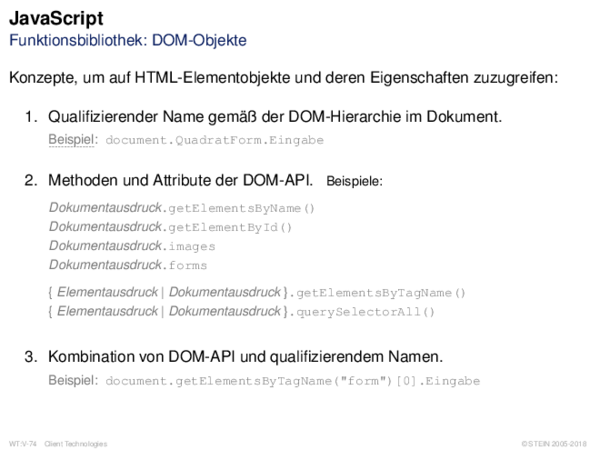 JavaScript
Funktionsbibliothek: DOM-Objekte
Konzepte, um auf HTML-Elementobjekte und deren Eigenschaften zuzugreifen:
1. Qualifizierender Name gemäß der DOM-Hierarchie im Dokument.
Beispiel: document.QuadratForm.Eingabe
2. Methoden und Attribute der DOM-API. Beispiele:
Dokumentausdruck.getElementsByName()
Dokumentausdruck.getElementById()
Dokumentausdruck.images
Dokumentausdruck.forms
{ Elementausdruck | Dokumentausdruck }.getElementsByTagName()
{ Elementausdruck | Dokumentausdruck }.querySelectorAll()
3. Kombination von DOM-API und qualifizierendem Namen.
Beispiel: document.getElementsByTagName("form")[0].Eingabe
WT:V-74 Client Technologies © STEIN 2005-2018